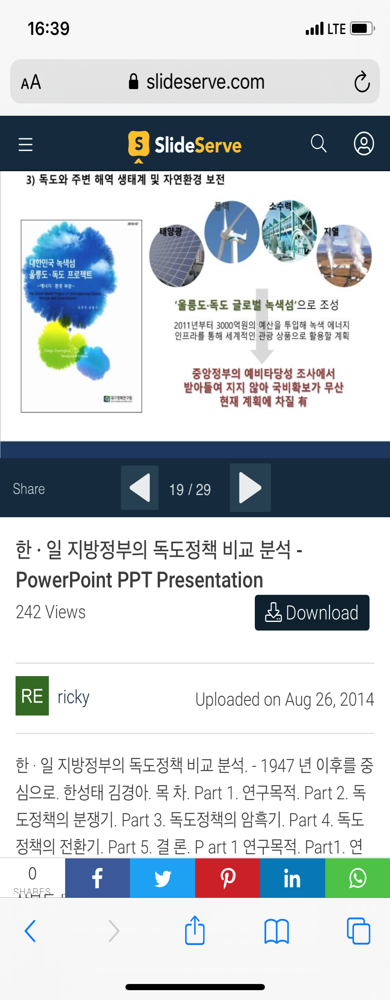 16:39
LTE
AA
slideserve.com
S SlideServe
3) 독도와 주변 해역 생태계 및 자연환경 보전
풍력
소수력
태양광
지열
2010-07
대한민국 녹색섬
울릉도·독도 프로젝트
-에너지·환경 부문-
The Green Island Project of Ulleungdo and Dokdo
- Energy and Environment -
Daegu Gyeongbuk
Development Institute
대구경북연구원
'울릉도·독도 글로벌 녹색섬'으로 조성
2011년부터 3000억원의 예산을 투입해 녹색 에너지
인프라를 통해 세계적인 관광 상품으로 활용할 계획
중앙정부의 예비타당성 조사에서
받아들여 지지 않아 국비확보가 무산
현재 계획에 차질 有
Share
19 / 29
한 · 일 지방정부의 독도정책 비교 분석 -
PowerPoint PPT Presentation
242 Views
Download
RE
ricky
Uploaded on Aug 26, 2014
한 · 일 지방정부의 독도정책 비교 분석. - 1947 년 이후를 중
심으로. 한성태 김경아. 목 차. Part 1. 연구목적. Part 2. 독
도정책의 분쟁기. Part 3. 독도정책의 암흑기. Part 4. 독도
정책의 전환기. Part 5. 결 론. P art 1 연구목적. Part1. 연
0
SHARES